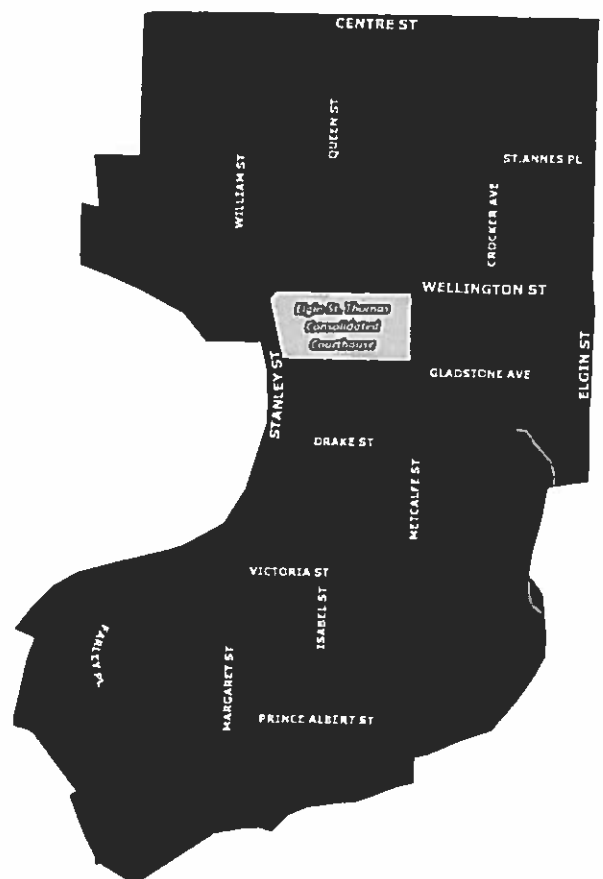 CENTRE ST
QUEEN ST
ST.ANNES PL
WILLIAM ST
CROCKER AVE
WELLINGTON ST
Elgin St. Thomas
Consolidated
Courthouse
ELGIN ST
STANLEY ST
GLADSTONE AVE
DRAKE ST
METCALFE ST
VICTORIA ST
ISABEL ST
FARLEY PL
MARGARET ST
PRINCE ALBERT ST